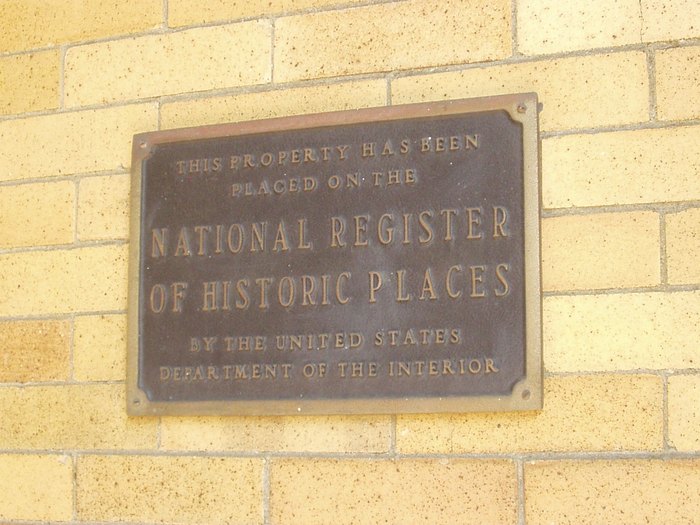 THIS PROPERTY HAS BEEN
PLACED ON THE
NATIONAL REGISTER
OF HISTORIC PLACES
BY THE UNITED STATES
DEPARTMENT OF THE INTERIOR